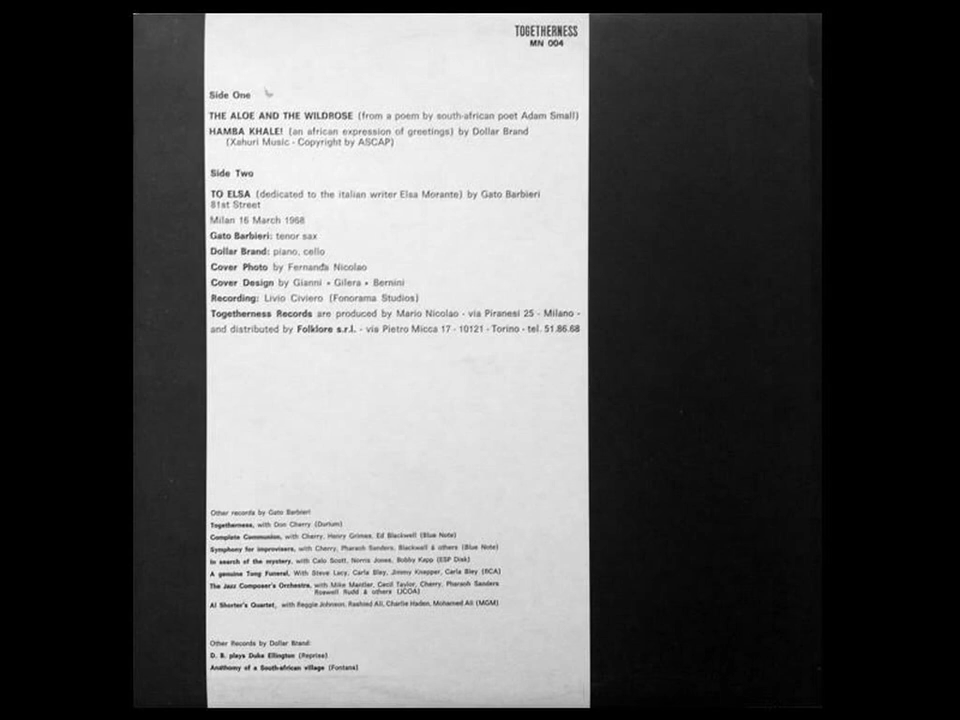 TOGETHERNESS
MN 004
Side One
THE ALOE AND THE WILDROSE (from a poem by south-african poet Adam Small)
HAMBA KHALE! (an african expression of greetings) by Dollar Brand
(Xahuri Music - Copyright by ASCAP)
Side Two
TO ELSA (dedicated to the italian writer Elsa Morante) by Gato Barbieri
81st Street
Milan 16 March 1968
Gato Barbieri: tenor sax
Dollar Brand: piano, cello
Cover Photo by Fernanda Nicolao
Cover Design by Gianni • Gilera • Bernini
Recording: Livio Civiero (Fonorama Studios)
Togetherness Records are produced by Mario Nicolao - via Piranesi 25 - Milano -
and distributed by Folklore s.r.l. - via Pietro Micca 17 - 10121 - Torino - tel. 51.86.68
Other records by Gato Barbieri
Togetherness, with Don Cherry (Durium)
Complete Communion, with Cherry, Henry Grimes, Ed Blackwell (Blue Note)
Symphony for improvisers, with Cherry, Pharaoh Sanders, Blackwell & others (Blue Note)
In search of the mystery, with Calo Scott, Norris Jones, Bobby Kapp (ESP Disk)
A genuine Tong Funeral, With Steve Lacy, Carla Bley, Jimmy Knepper, Carla Bley (RCA)
The Jazz Composer's Orchestra, with Mike Mantler, Cecil Taylor, Cherry, Pharaoh Sanders
Roswell Rudd & others (JCOA)
Al Shorter's Quartet, with Reggie Johnson, Rashied Ali, Charlie Haden, Mohamed Ali (MGM)
Other Records by Dollar Brand:
D. B. plays Duke Ellington (Reprise)
Anathomy of a South-african village (Fontana)